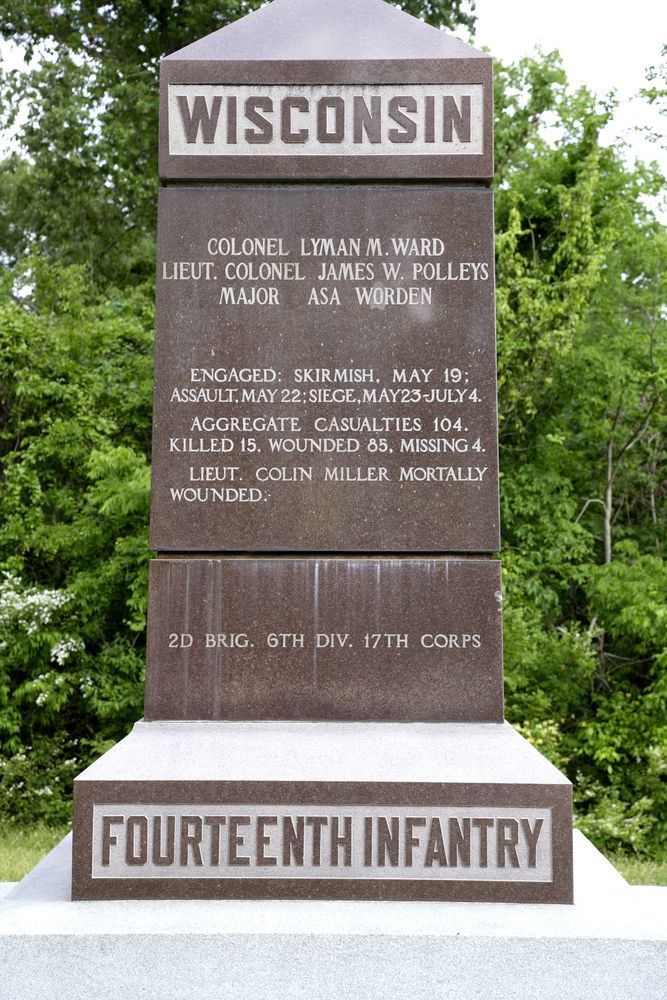 WISCONSIN
COLONEL LYMAN M. WARD
LIEUT. COLONEL JAMES W. POLLEYS
MAJOR ASA WORDEN
ENGAGED: SKIRMISH, MAY 19;
ASSAULT, MAY 22; SIEGE, MAY 23-JULY 4.
AGGREGATE CASUALTIES 104.
KILLED 15, WOUNDED 85, MISSING 4.
LIEUT. COLIN MILLER MORTALLY
WOUNDED.
2D BRIG. 6TH DIV. 17TH CORPS
FOURTEENTH INFANTRY